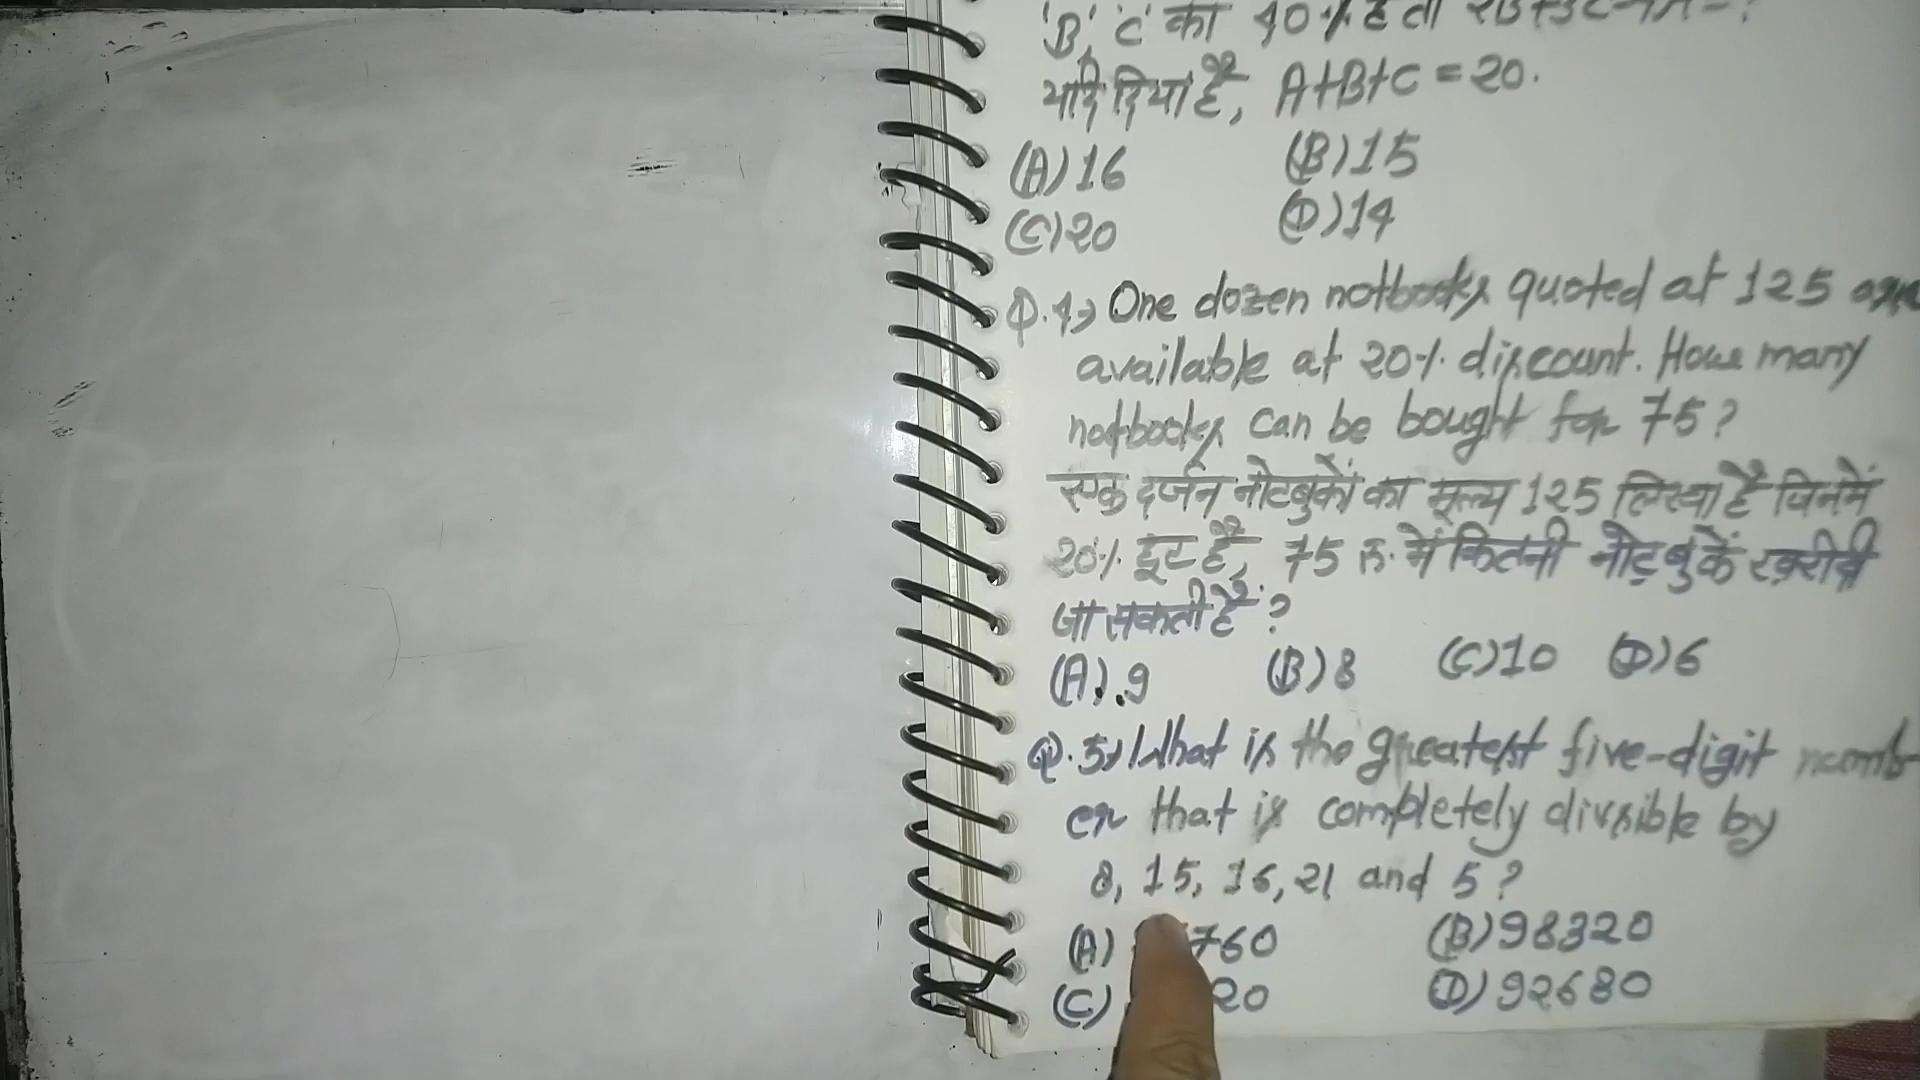 'B', 'C' का 40% है तो
यदि दिया है, A+B+C = 20.
(A) 16 (B) 15
(C) 20 (D) 14
Q.4) One dozen notbooks quoted at 125 are
available at 20% discount. How many
notbooks can be bought for 75?
एक दर्जन नोटबुकों का मूल्य 125 लिखा है जिनमें
20% छूट है, 75 रु. में कितनी नोटबुकें खरीदी
जा सकती है?
(A) 9 (B) 8 (C) 10 (D) 6
Q.5) What is the greatest five-digit numb-
er that is completely divisible by
8, 15, 16, 21 and 5?
(A) 760 (B) 98320
(C) 20 (D) 92680